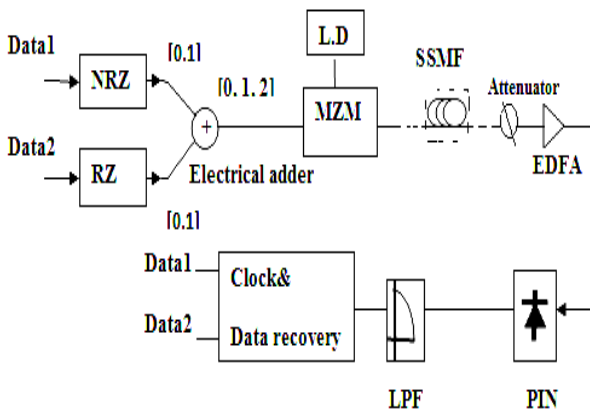 Data1
NRZ
[0.1]
L.D
SSMF
[0. 1. 2]
MZM
Attenuator
Data2
RZ
+
Electrical adder
EDFA
[0.1]
Data1
Clock&
Data2
Data recovery
LPF
PIN